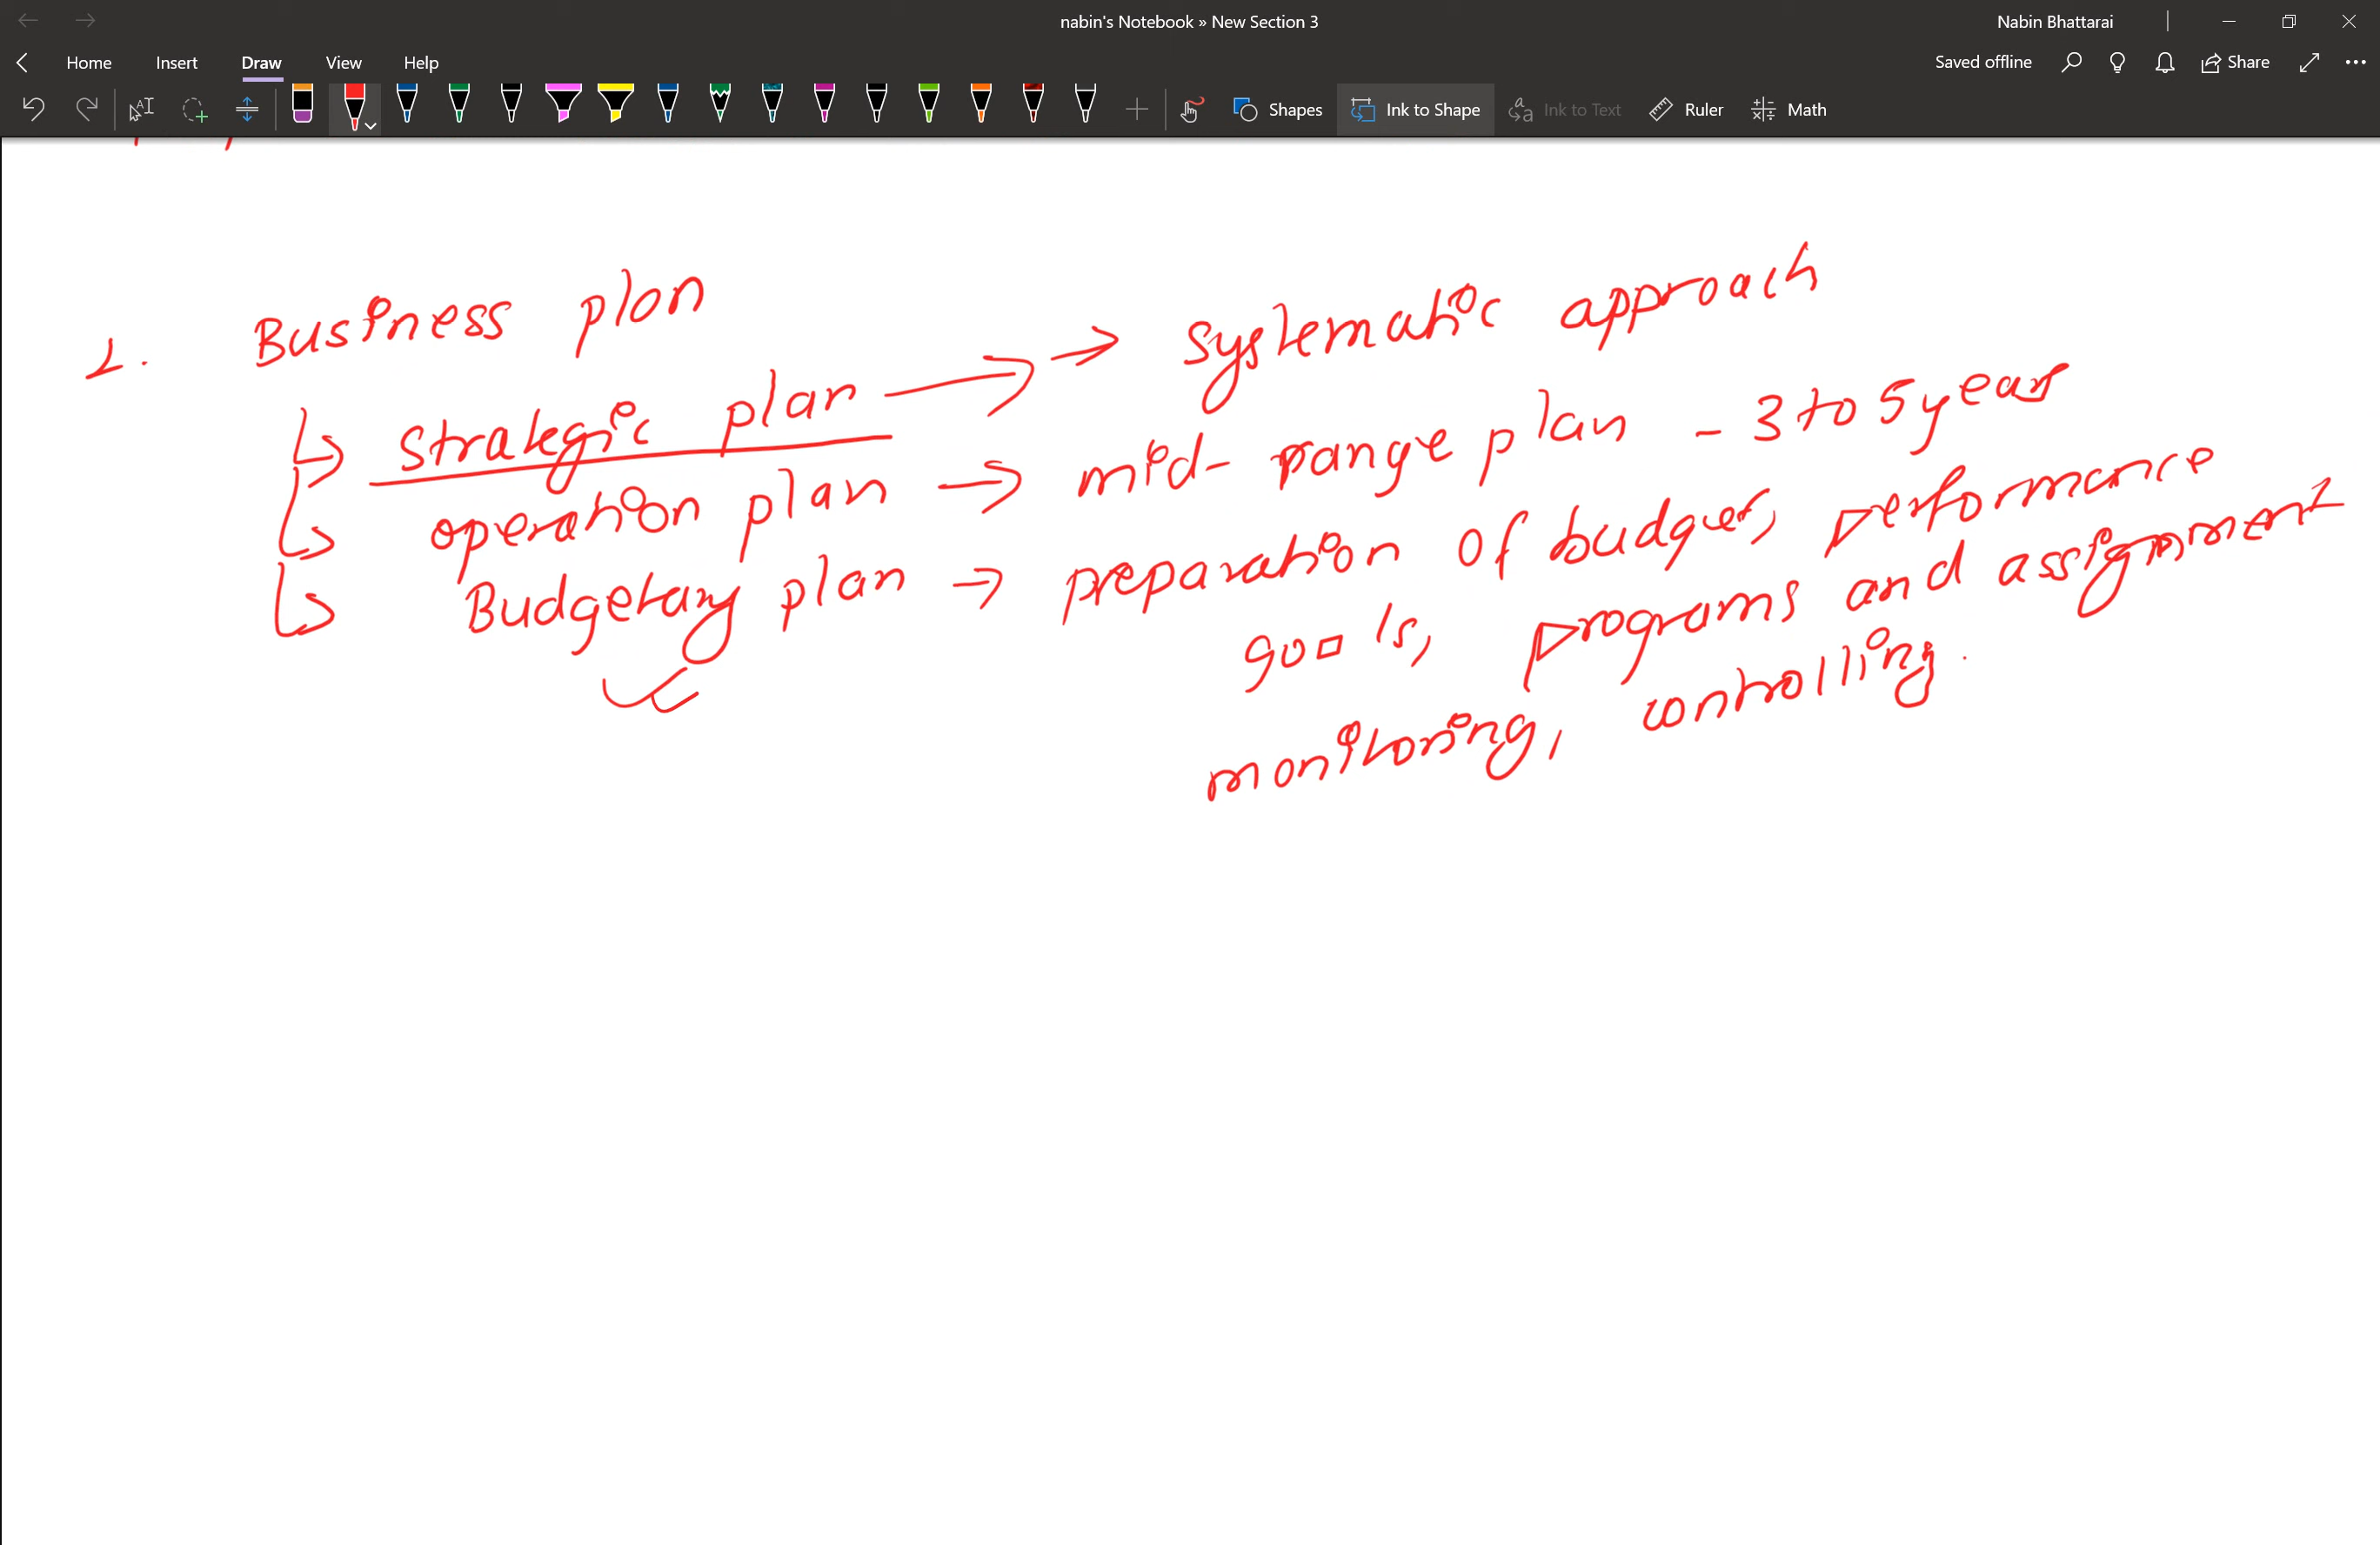 nabin's Notebook » New Section 3
Nabin Bhattarai
Home Insert Draw View Help
Saved offline
Share
Shapes Ink to Shape Ink to Text Ruler Math
1. Business plan
→ strategic plan → → systematic approach
→ operation plan → mid-range plan - 3 to 5 years
→ Budgetary plan → preparation of budget, performance
goals, programs and assignment
monitoring, controlling.